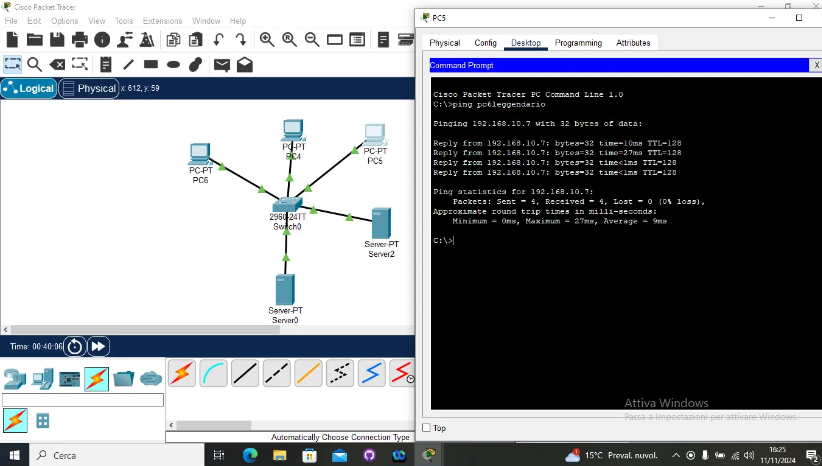 Cisco Packet Tracer
File Edit Options View Tools Extensions Window Help
Logical Physical x: 612, y: 59
PC-PT
PC4
PC-PT
PC5
PC-PT
PC6
2960-24TT
Switch0
Server-PT
Server2
Server-PT
Server0
Time: 00:40:06
Automatically Choose Connection Type
PC5
Physical Config Desktop Programming Attributes
Command Prompt X
Cisco Packet Tracer PC Command Line 1.0
C:\>ping pc6leggendario
Pinging 192.168.10.7 with 32 bytes of data:
Reply from 192.168.10.7: bytes=32 time=10ms TTL=128
Reply from 192.168.10.7: bytes=32 time=27ms TTL=128
Reply from 192.168.10.7: bytes=32 time<1ms TTL=128
Reply from 192.168.10.7: bytes=32 time<1ms TTL=128
Ping statistics for 192.168.10.7:
Packets: Sent = 4, Received = 4, Lost = 0 (0% loss),
Approximate round trip times in milli-seconds:
Minimum = 0ms, Maximum = 27ms, Average = 9ms
C:\>
Attiva Windows
Passa a Impostazioni per attivare Windows.
Top
Cerca
15°C Preval. nuvol.
16:25
11/11/2024
2